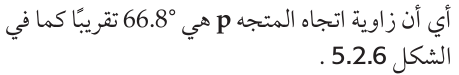 أي أن زاوية اتجاه المتجه p هي 66.8° تقريبًا كما في
الشكل 5.2.6 .